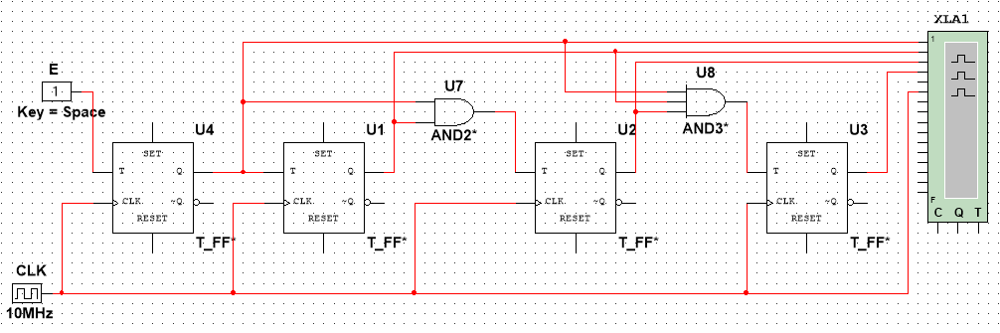 XLA1
E
1
Key = Space
U7
AND2*
U8
AND3*
1
F
C Q T
U4
SET
T Q
CLK ~Q
RESET
T_FF*
U1
SET
T Q
CLK ~Q
RESET
T_FF*
U2
SET
T Q
CLK ~Q
RESET
T_FF*
U3
SET
T Q
CLK ~Q
RESET
T_FF*
CLK
10MHz